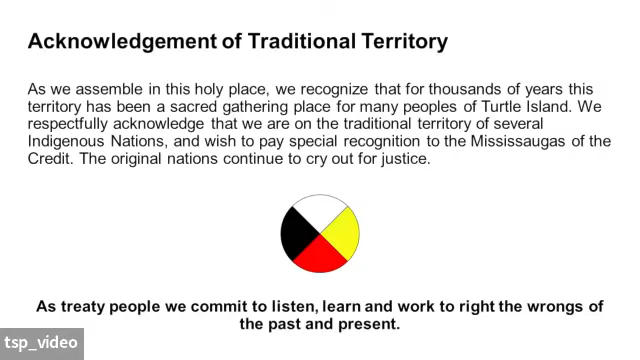 Acknowledgement of Traditional Territory
As we assemble in this holy place, we recognize that for thousands of years this
territory has been a sacred gathering place for many peoples of Turtle Island. We
respectfully acknowledge that we are on the traditional territory of several
Indigenous Nations, and wish to pay special recognition to the Mississaugas of the
Credit. The original nations continue to cry out for justice.
As treaty people we commit to listen, learn and work to right the wrongs of
the past and present.
tsp_video